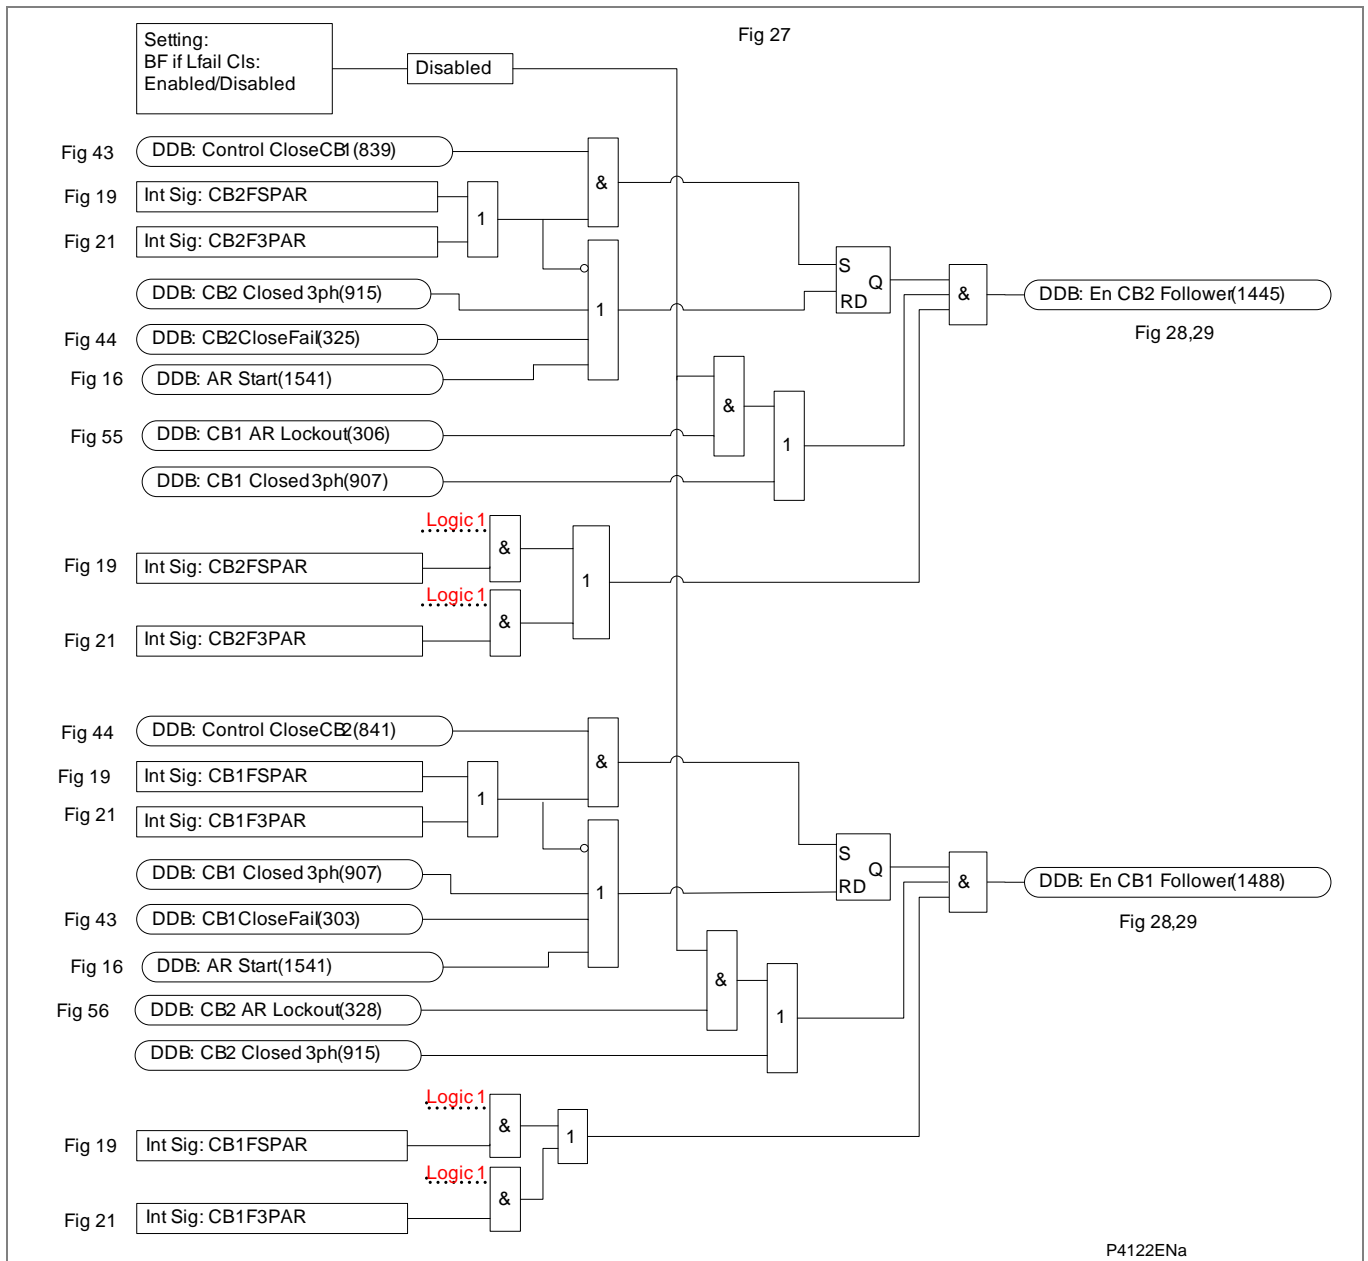 Fig 27
Setting:
BF if Lfail Cls:
Enabled/Disabled
Disabled
Fig 43
DDB: Control CloseCB1(839)
Fig 19
Int Sig: CB2FSPAR
Fig 21
Int Sig: CB2F3PAR
1
&
DDB: CB2 Closed 3ph(915)
Fig 44
DDB: CB2CloseFail(325)
Fig 16
DDB: AR Start(1541)
1
S
Q
RD
&
DDB: En CB2 Follower(1445)
Fig 28,29
Fig 55
DDB: CB1 AR Lockout(306)
&
1
DDB: CB1 Closed 3ph(907)
Logic 1
&
Fig 19
Int Sig: CB2FSPAR
1
Logic 1
&
Fig 21
Int Sig: CB2F3PAR
Fig 44
DDB: Control CloseCB2(841)
Fig 19
Int Sig: CB1FSPAR
Fig 21
Int Sig: CB1F3PAR
1
&
DDB: CB1 Closed 3ph(907)
Fig 43
DDB: CB1CloseFail(303)
Fig 16
DDB: AR Start(1541)
1
S
Q
RD
&
DDB: En CB1 Follower(1488)
Fig 28,29
Fig 56
DDB: CB2 AR Lockout(328)
&
1
DDB: CB2 Closed 3ph(915)
Logic 1
&
Fig 19
Int Sig: CB1FSPAR
1
Logic 1
&
Fig 21
Int Sig: CB1F3PAR
P4122ENa